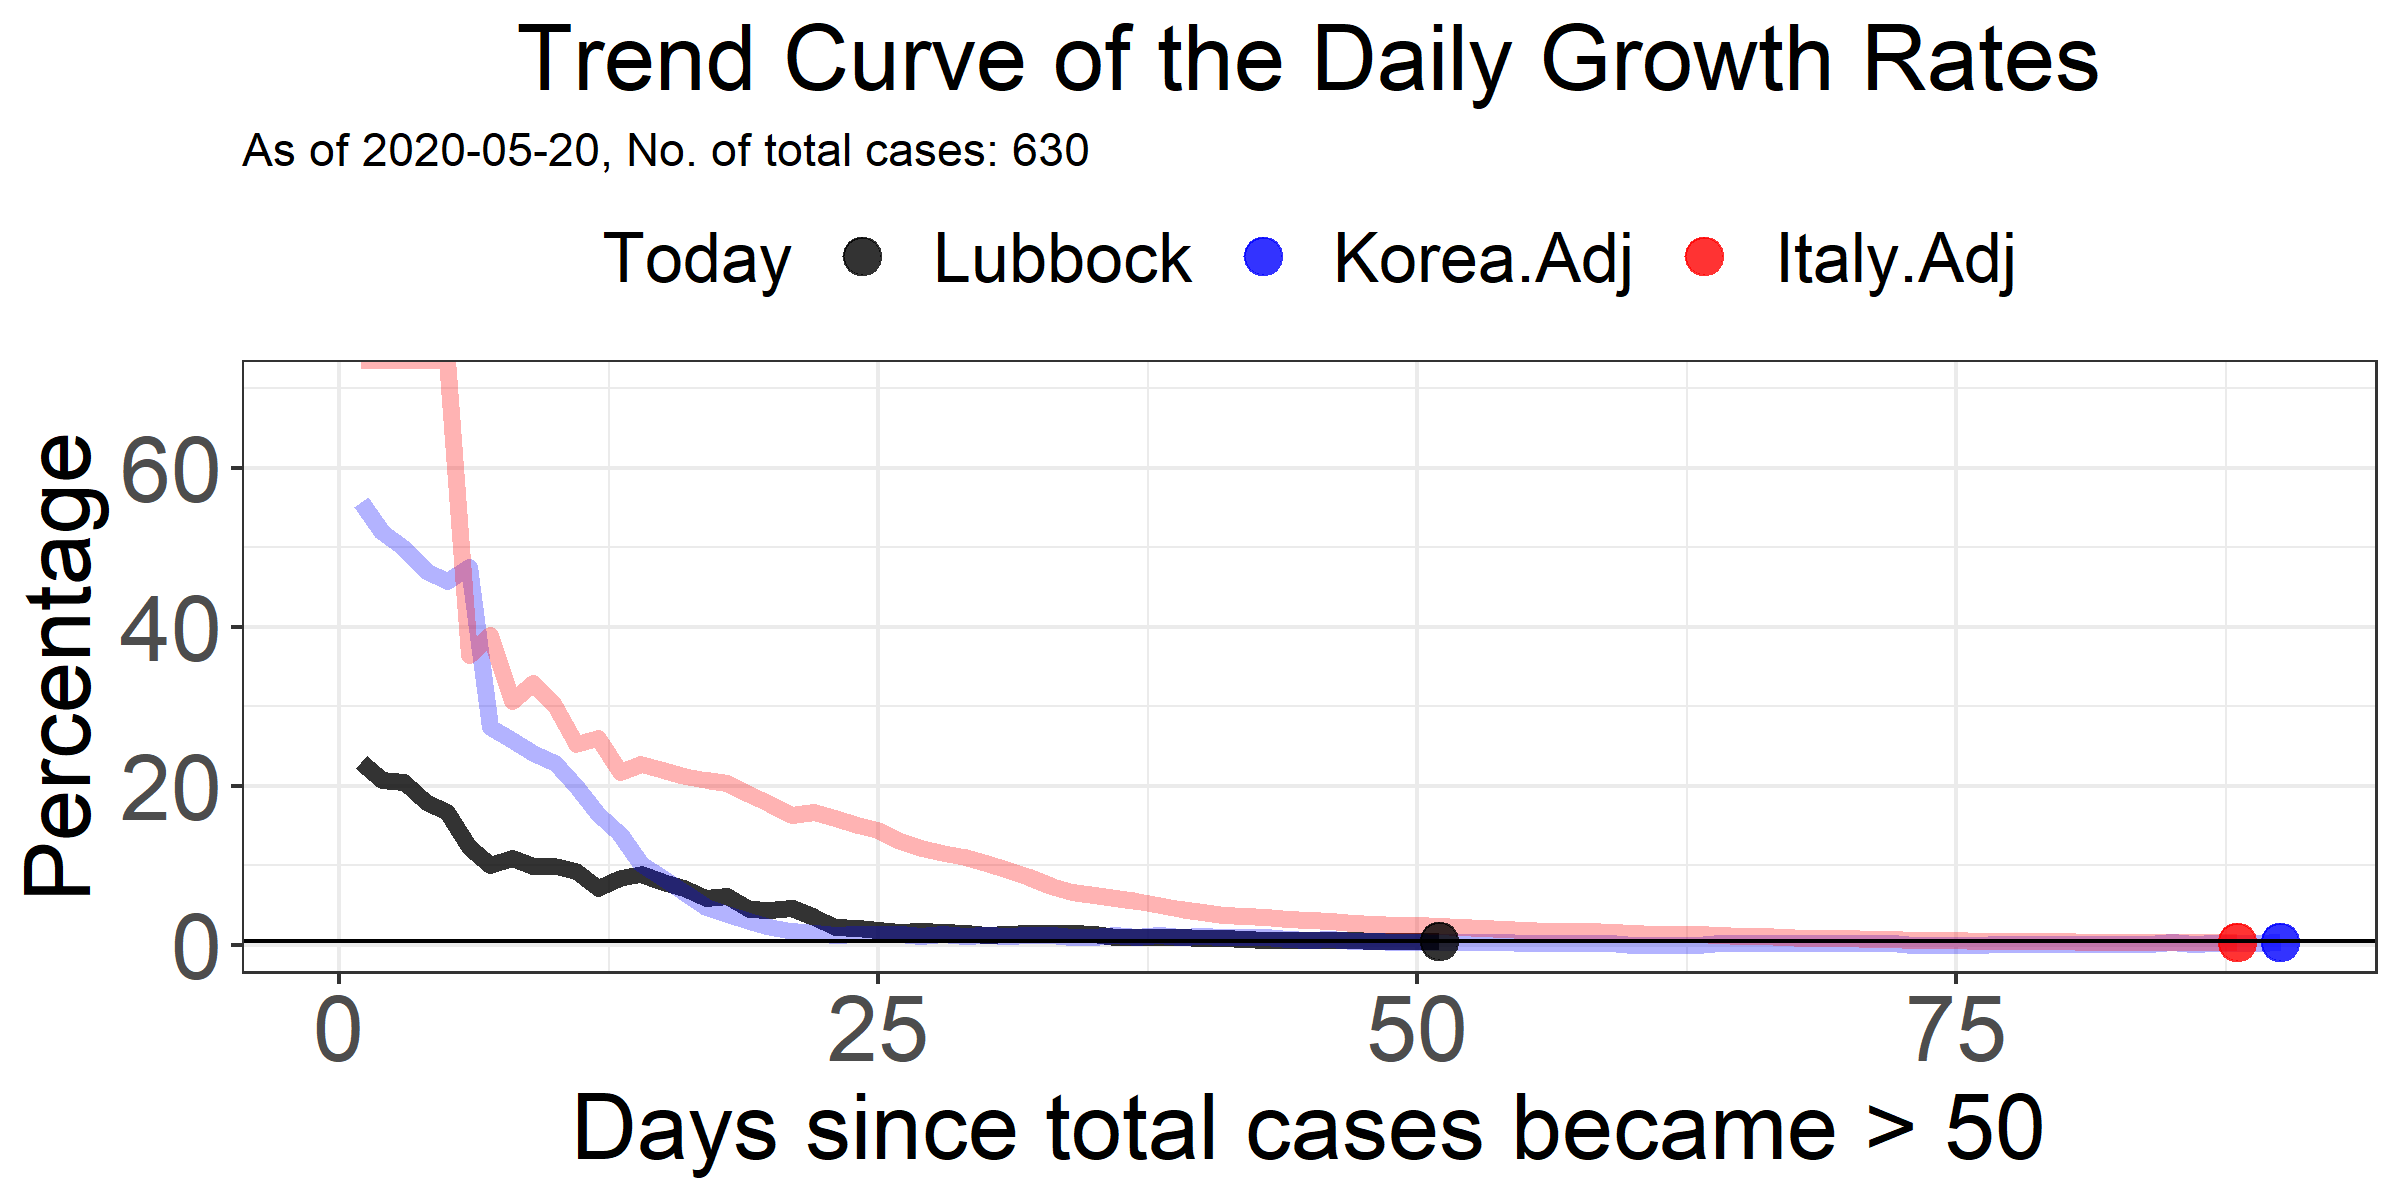 Trend Curve of the Daily Growth Rates
As of 2020-05-20, No. of total cases: 630
Today Lubbock Korea.Adj Italy.Adj
Percentage
60
40
20
0
0 25 50 75
Days since total cases became > 50